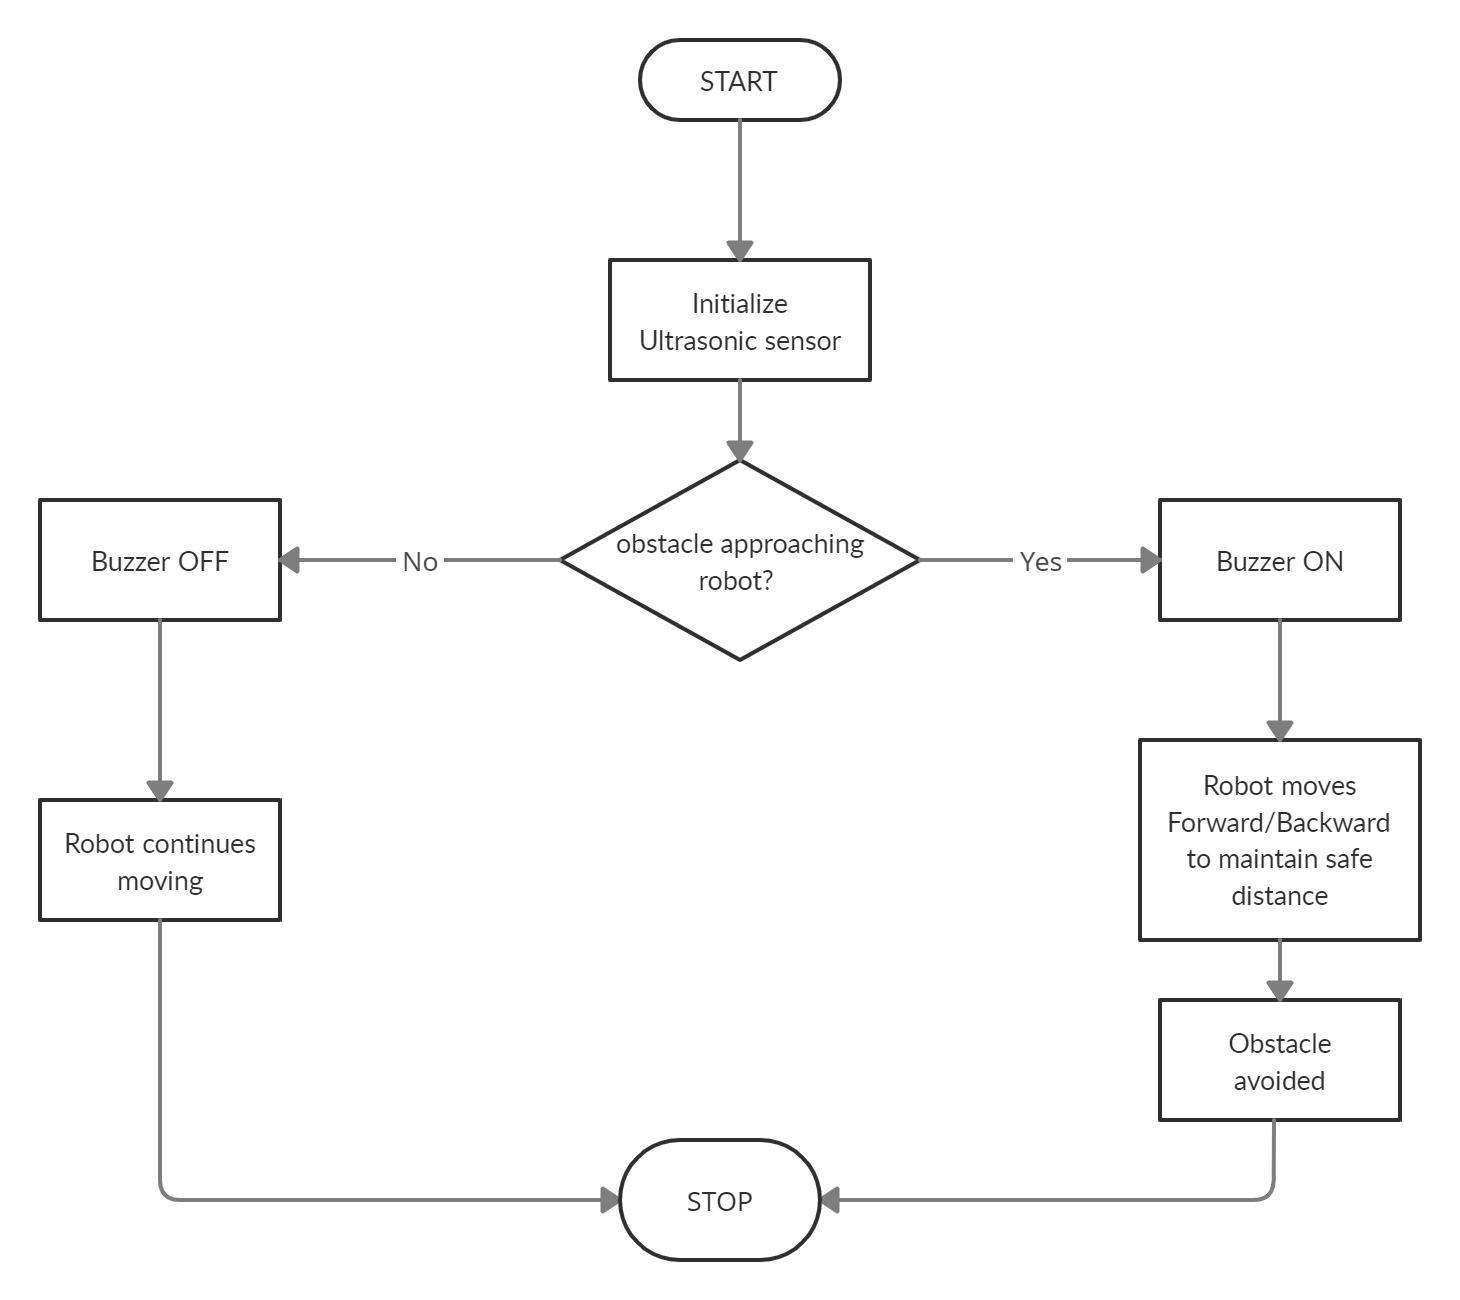 START
Initialize
Ultrasonic sensor
obstacle approaching
robot?
No
Yes
Buzzer OFF
Buzzer ON
Robot continues
moving
Robot moves
Forward/Backward
to maintain safe
distance
Obstacle
avoided
STOP